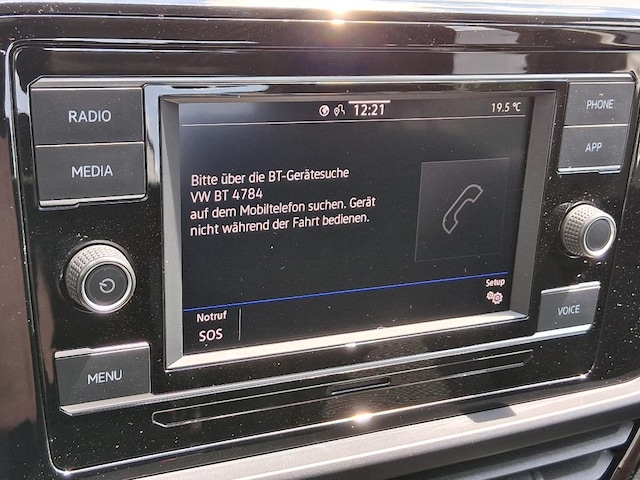 RADIO
MEDIA
MENU
12:21
19.5 °C
Bitte über die BT-Gerätesuche
VW BT 4784
auf dem Mobiltelefon suchen. Gerät
nicht während der Fahrt bedienen.
Notruf
SOS
Setup
PHONE
APP
VOICE